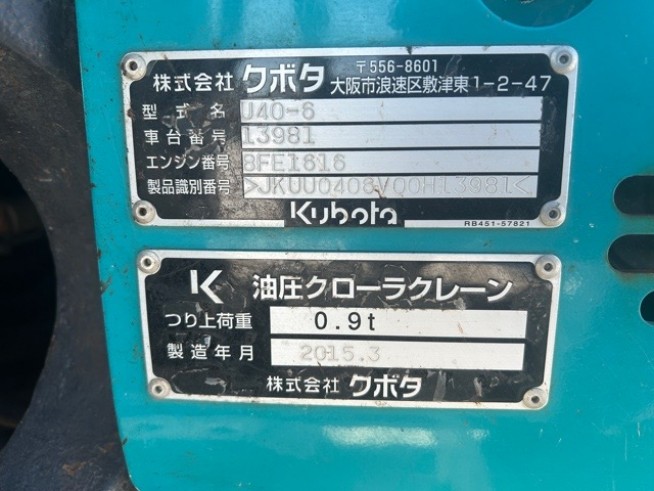 株式会社 クボタ 〒556-8601 大阪市浪速区敷津東1-2-47
型式名 U40-6
車台番号 13981
エンジン番号 8FE1616
製品識別番号 >JKUU0408V00H13981<
Kubota RB451-57821
K 油圧クローラクレーン
つり上荷重 0.9t
製造年月 2015.3
株式会社 クボタ